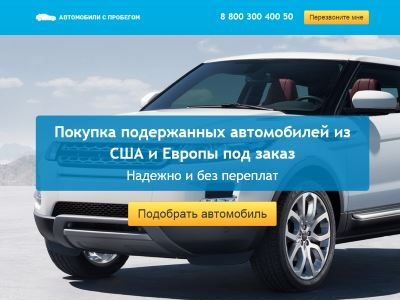 АВТОМОБИЛИ С ПРОБЕГОМ
8 800 300 400 50
Перезвоните мне
Покупка подержанных автомобилей из
США и Европы под заказ
Надежно и без переплат
Подобрать автомобиль